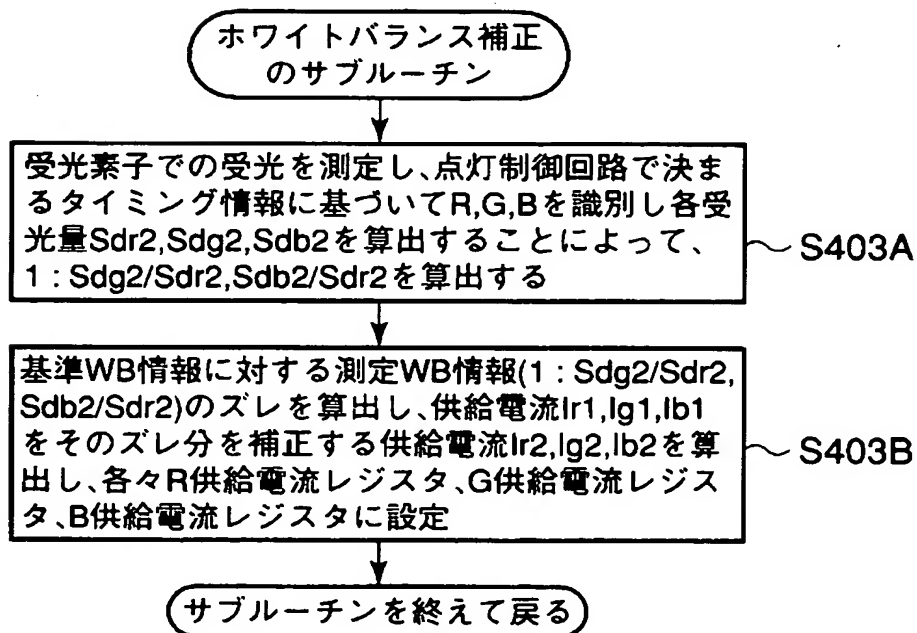 ホワイトバランス補正
のサブルーチン
受光素子での受光を測定し、点灯制御回路で決ま
るタイミング情報に基づいてR,G,Bを識別し各受
光量Sdr2,Sdg2,Sdb2を算出することによって、
1：Sdg2/Sdr2,Sdb2/Sdr2を算出する
S403A
基準WB情報に対する測定WB情報(1：Sdg2/Sdr2,
Sdb2/Sdr2)のズレを算出し、供給電流Ir1,Ig1,Ib1
をそのズレ分を補正する供給電流Ir2,Ig2,Ib2を算
出し、各々R供給電流レジスタ、G供給電流レジス
タ、B供給電流レジスタに設定
S403B
サブルーチンを終えて戻る